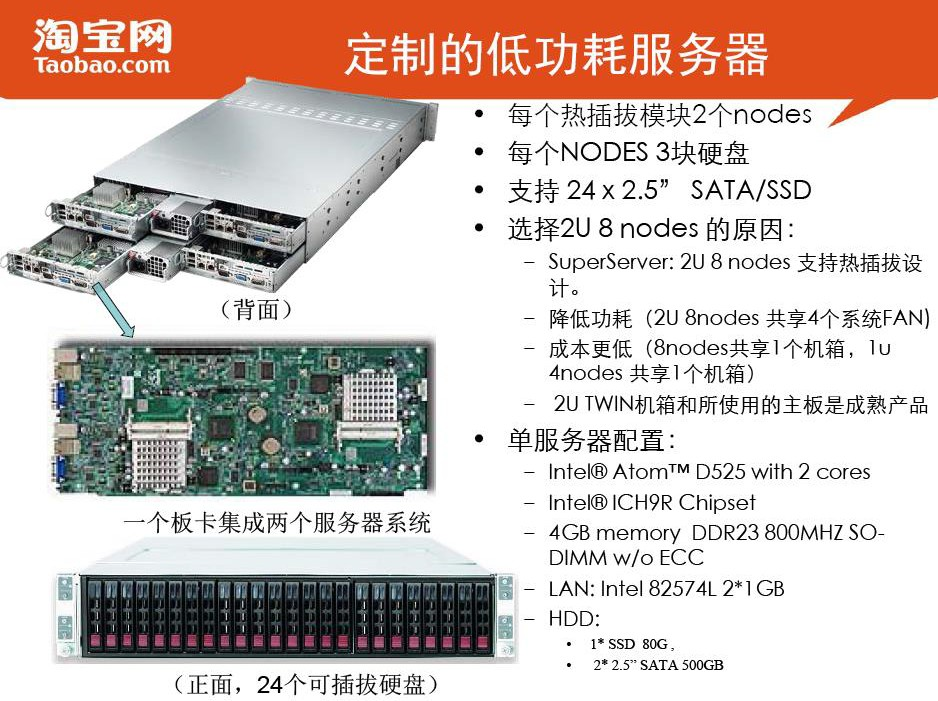 淘宝网
Taobao.com
定制的低功耗服务器
• 每个热插拔模块2个nodes
• 每个NODES 3块硬盘
• 支持 24 x 2.5” SATA/SSD
• 选择2U 8 nodes 的原因：
– SuperServer: 2U 8 nodes 支持热插拔设
计。
– 降低功耗（2U 8nodes 共享4个系统FAN)
– 成本更低（8nodes共享1个机箱，1u
4nodes 共享1个机箱）
– 2U TWIN机箱和所使用的主板是成熟产品
• 单服务器配置：
– Intel® Atom™ D525 with 2 cores
– Intel® ICH9R Chipset
– 4GB memory DDR23 800MHZ SO-
DIMM w/o ECC
– LAN: Intel 82574L 2*1GB
– HDD:
• 1* SSD 80G ,
• 2* 2.5” SATA 500GB
（背面）
一个板卡集成两个服务器系统
（正面，24个可插拔硬盘）